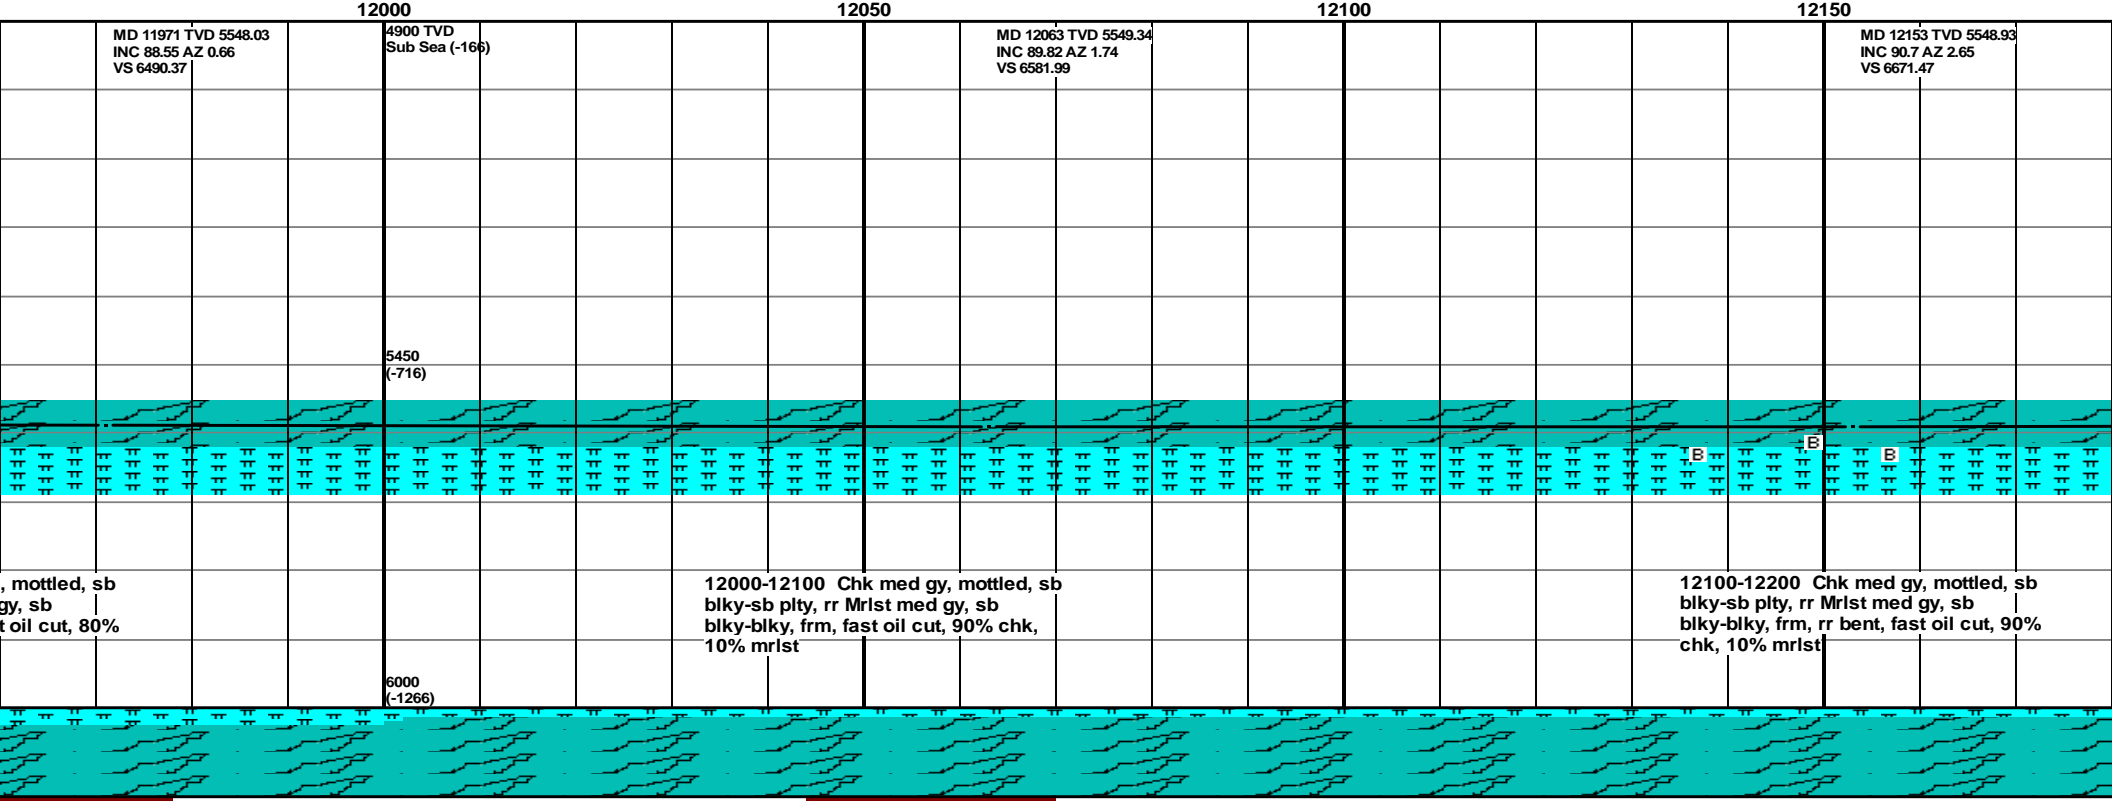 12000
12050
12100
12150
MD 11971 TVD 5548.03
INC 88.55 AZ 0.66
VS 6490.37
4900 TVD
Sub Sea (-166)
MD 12063 TVD 5549.34
INC 89.82 AZ 1.74
VS 6581.99
MD 12153 TVD 5548.93
INC 90.7 AZ 2.65
VS 6671.47
5450
(-716)
B
B
B
, mottled, sb
gy, sb
t oil cut, 80%
12000-12100 Chk med gy, mottled, sb
blky-sb plty, rr Mrlst med gy, sb
blky-blky, frm, fast oil cut, 90% chk,
10% mrlst
12100-12200 Chk med gy, mottled, sb
blky-sb plty, rr Mrlst med gy, sb
blky-blky, frm, rr bent, fast oil cut, 90%
chk, 10% mrlst
6000
(-1266)